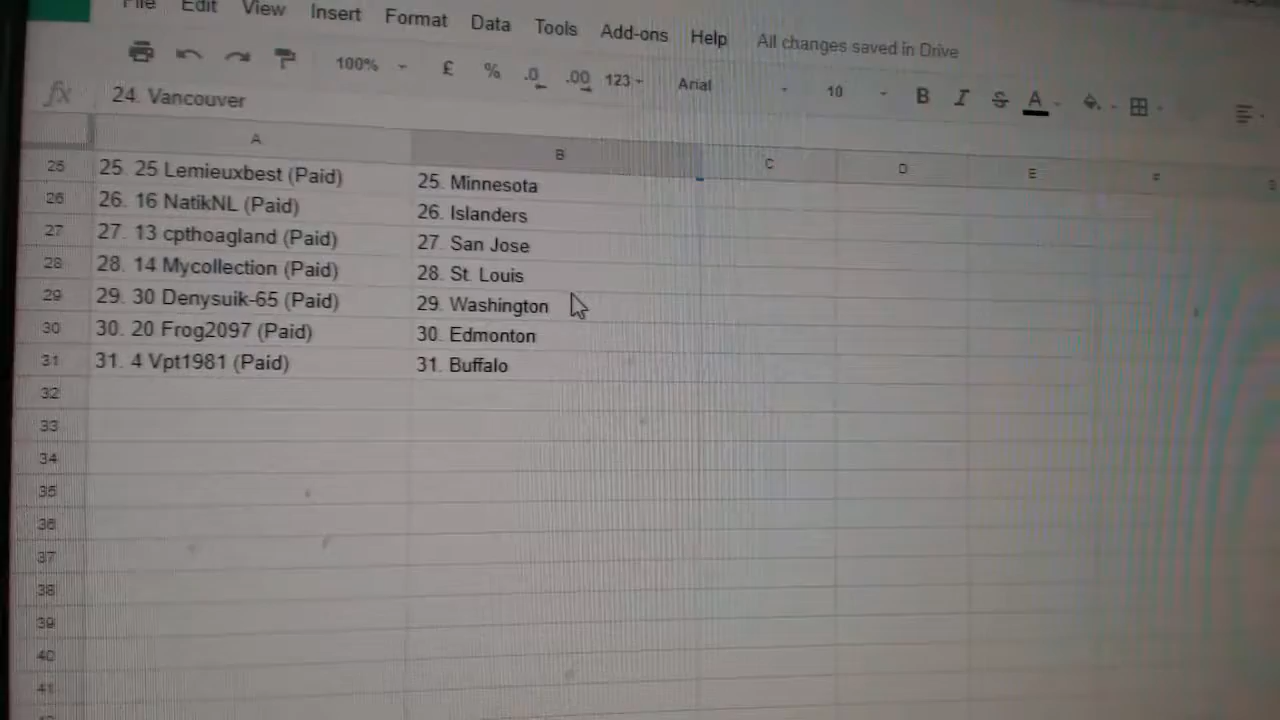 File Edit View Insert Format Data Tools Add-ons Help All changes saved in Drive
100% £ % .0 .00 123 Arial 10 B I S A
fx 24. Vancouver
A B C D E F
25 25. 25 Lemieuxbest (Paid) 25. Minnesota
26 26. 16 NatikNL (Paid) 26. Islanders
27 27. 13 cpthoagland (Paid) 27. San Jose
28 28. 14 Mycollection (Paid) 28. St. Louis
29 29. 30 Denysuik-65 (Paid) 29. Washington
30 30. 20 Frog2097 (Paid) 30. Edmonton
31 31. 4 Vpt1981 (Paid) 31. Buffalo
32
33
34
35
36
37
38
39
40
41